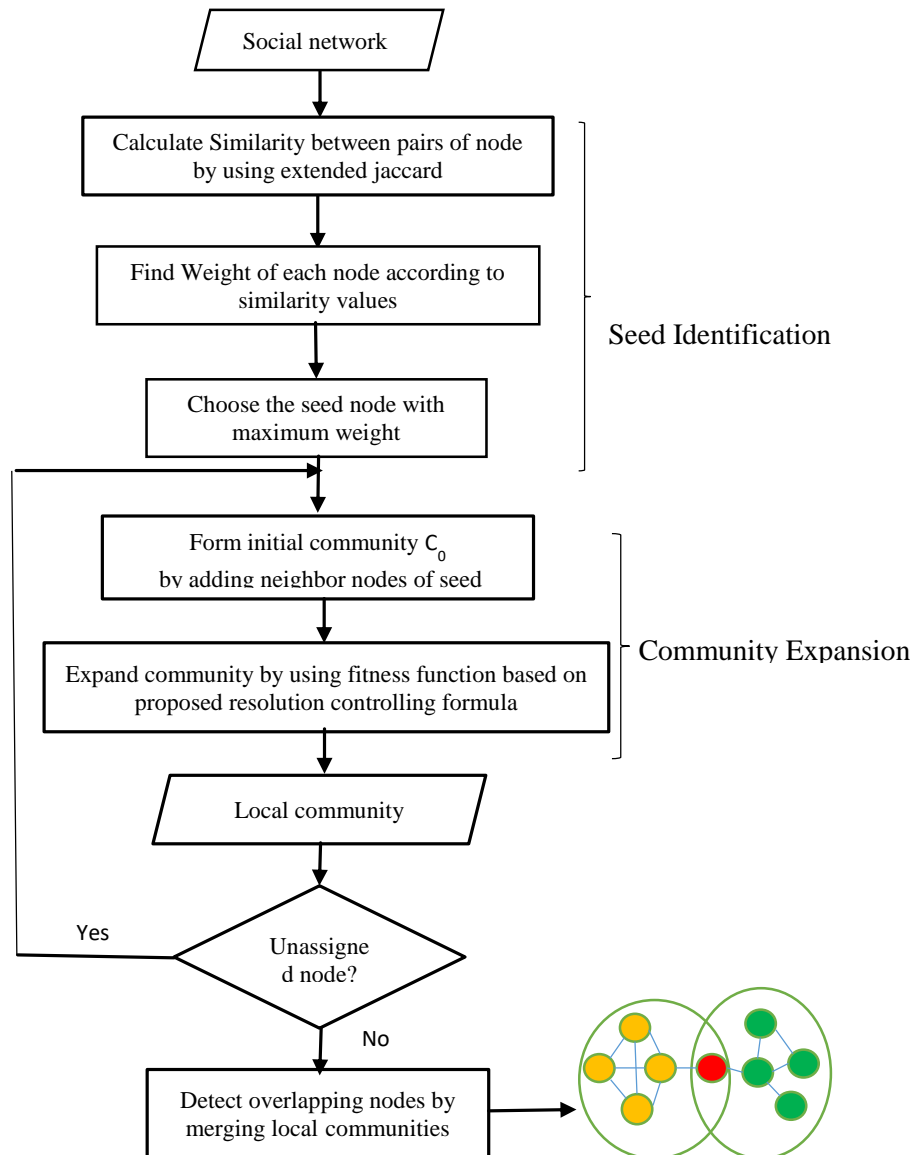 Social network
Calculate Similarity between pairs of node
by using extended jaccard
Find Weight of each node according to
similarity values
Seed Identification
Choose the seed node with
maximum weight
Form initial community C₀
by adding neighbor nodes of seed
Community Expansion
Expand community by using fitness function based on
proposed resolution controlling formula
Local community
Yes
Unassigne
d node?
No
Detect overlapping nodes by
merging local communities